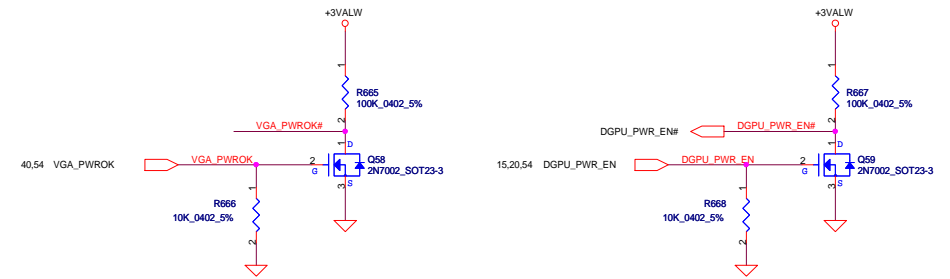 +3VALW
1
R665
100K_0402_5%
2
VGA_PWROK#
1
D
40,54 VGA_PWROK
VGA_PWROK
2
G
Q58
2N7002_SOT23-3
S
3
1
R666
10K_0402_5%
2
+3VALW
1
R667
100K_0402_5%
2
DGPU_PWR_EN#
DGPU_PWR_EN#
1
D
15,20,54 DGPU_PWR_EN
DGPU_PWR_EN
2
G
Q59
2N7002_SOT23-3
S
3
1
R668
10K_0402_5%
2